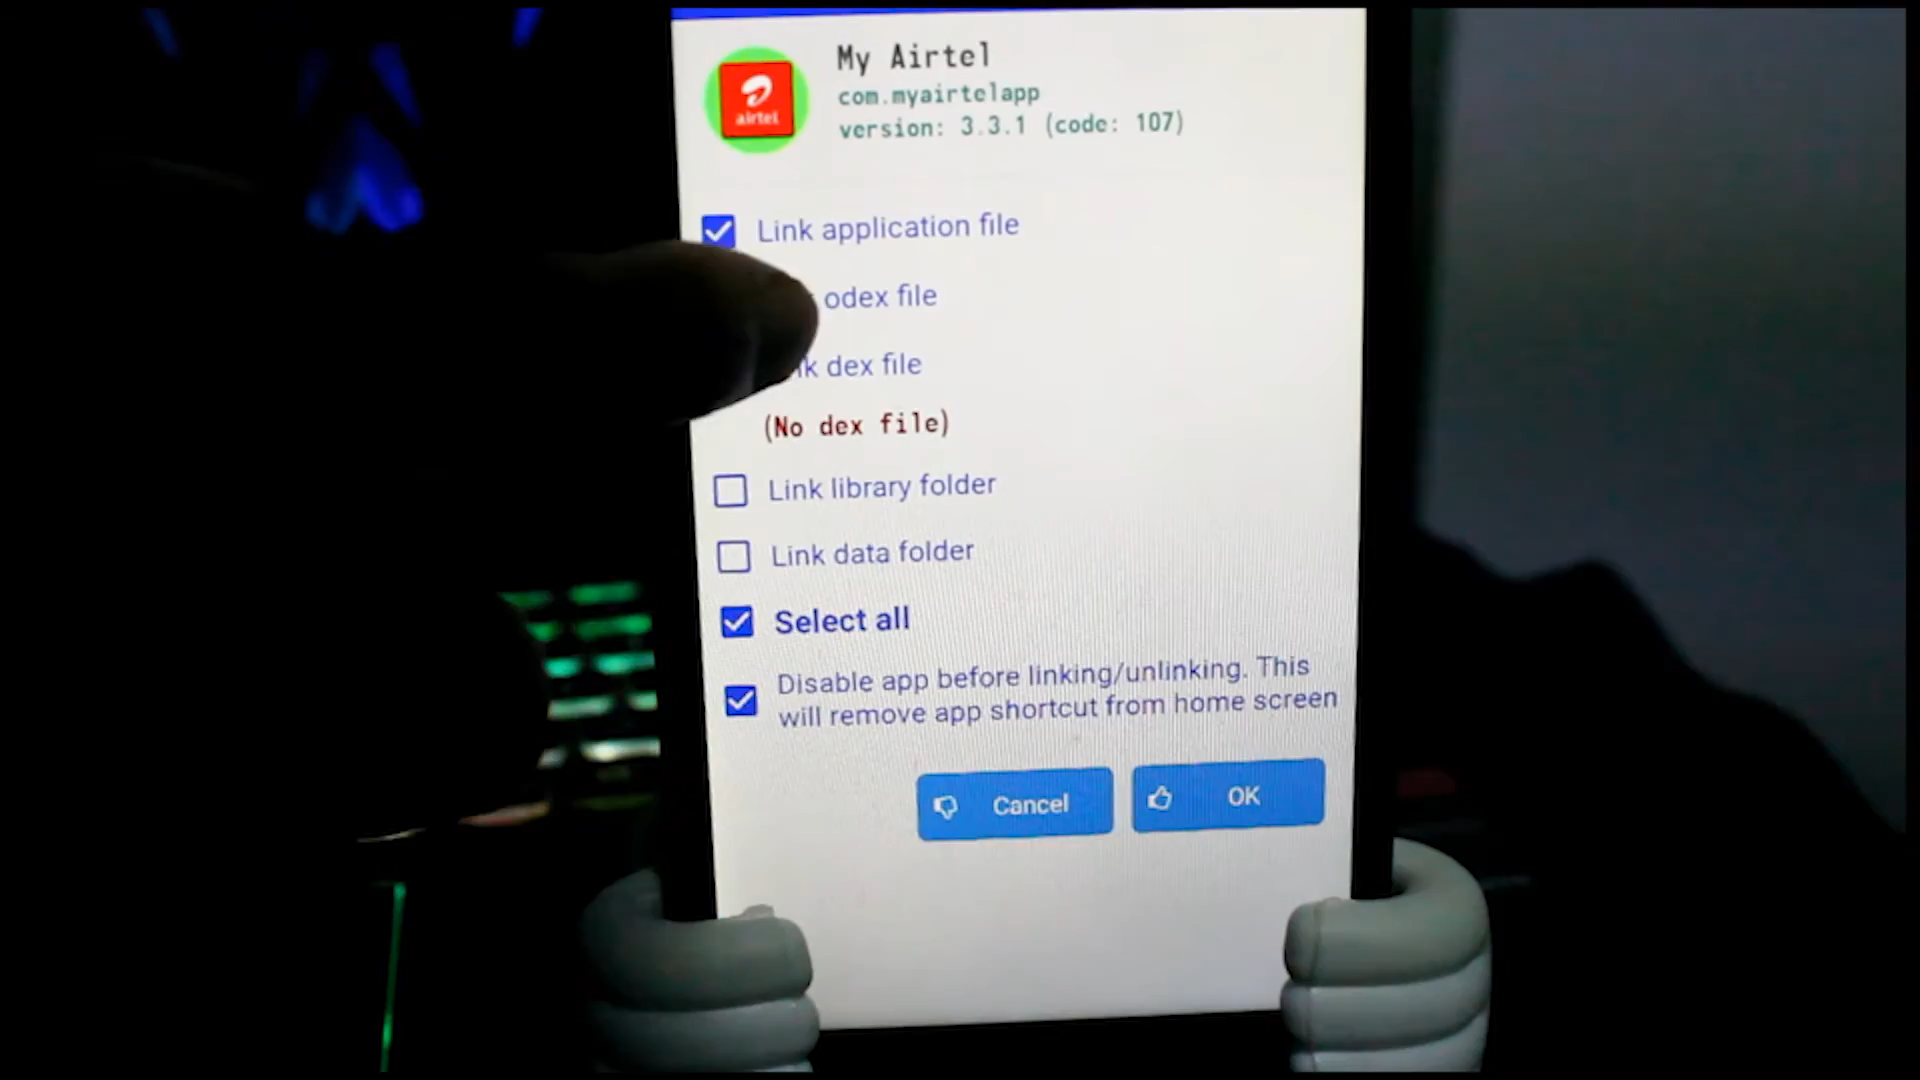 My Airtel
com.myairtelapp
version: 3.3.1 (code: 107)
airtel
Link application file
odex file
dex file
(No dex file)
Link library folder
Link data folder
Select all
Disable app before linking/unlinking. This
will remove app shortcut from home screen
Cancel
OK